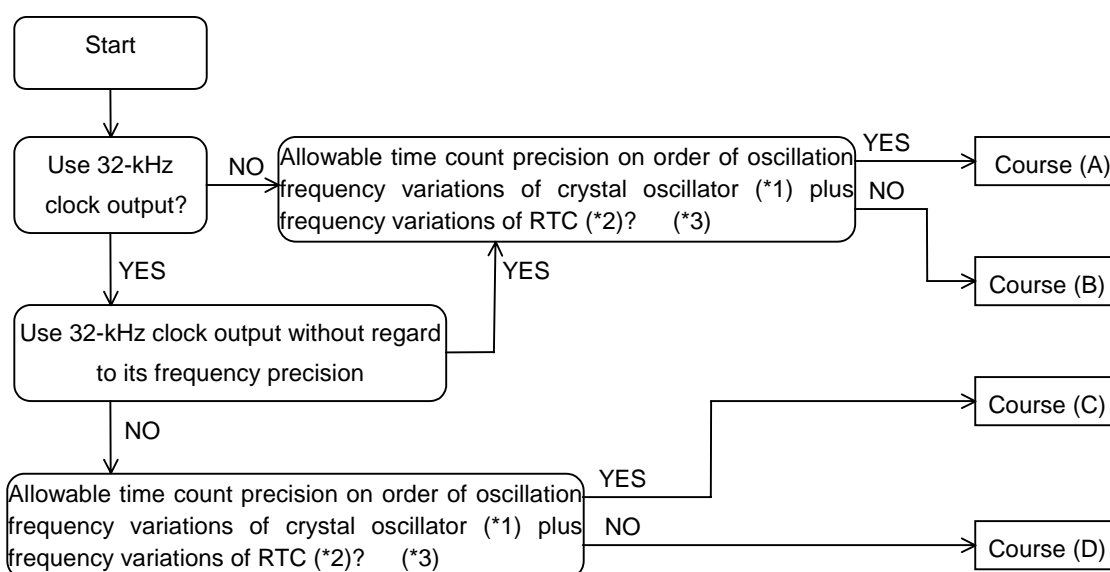 Start
Use 32-kHz
clock output?
NO
Allowable time count precision on order of oscillation
frequency variations of crystal oscillator (*1) plus
frequency variations of RTC (*2)? (*3)
YES
Course (A)
NO
Course (B)
YES
YES
Use 32-kHz clock output without regard
to its frequency precision
Course (C)
NO
Allowable time count precision on order of oscillation
frequency variations of crystal oscillator (*1) plus
frequency variations of RTC (*2)? (*3)
YES
NO
Course (D)